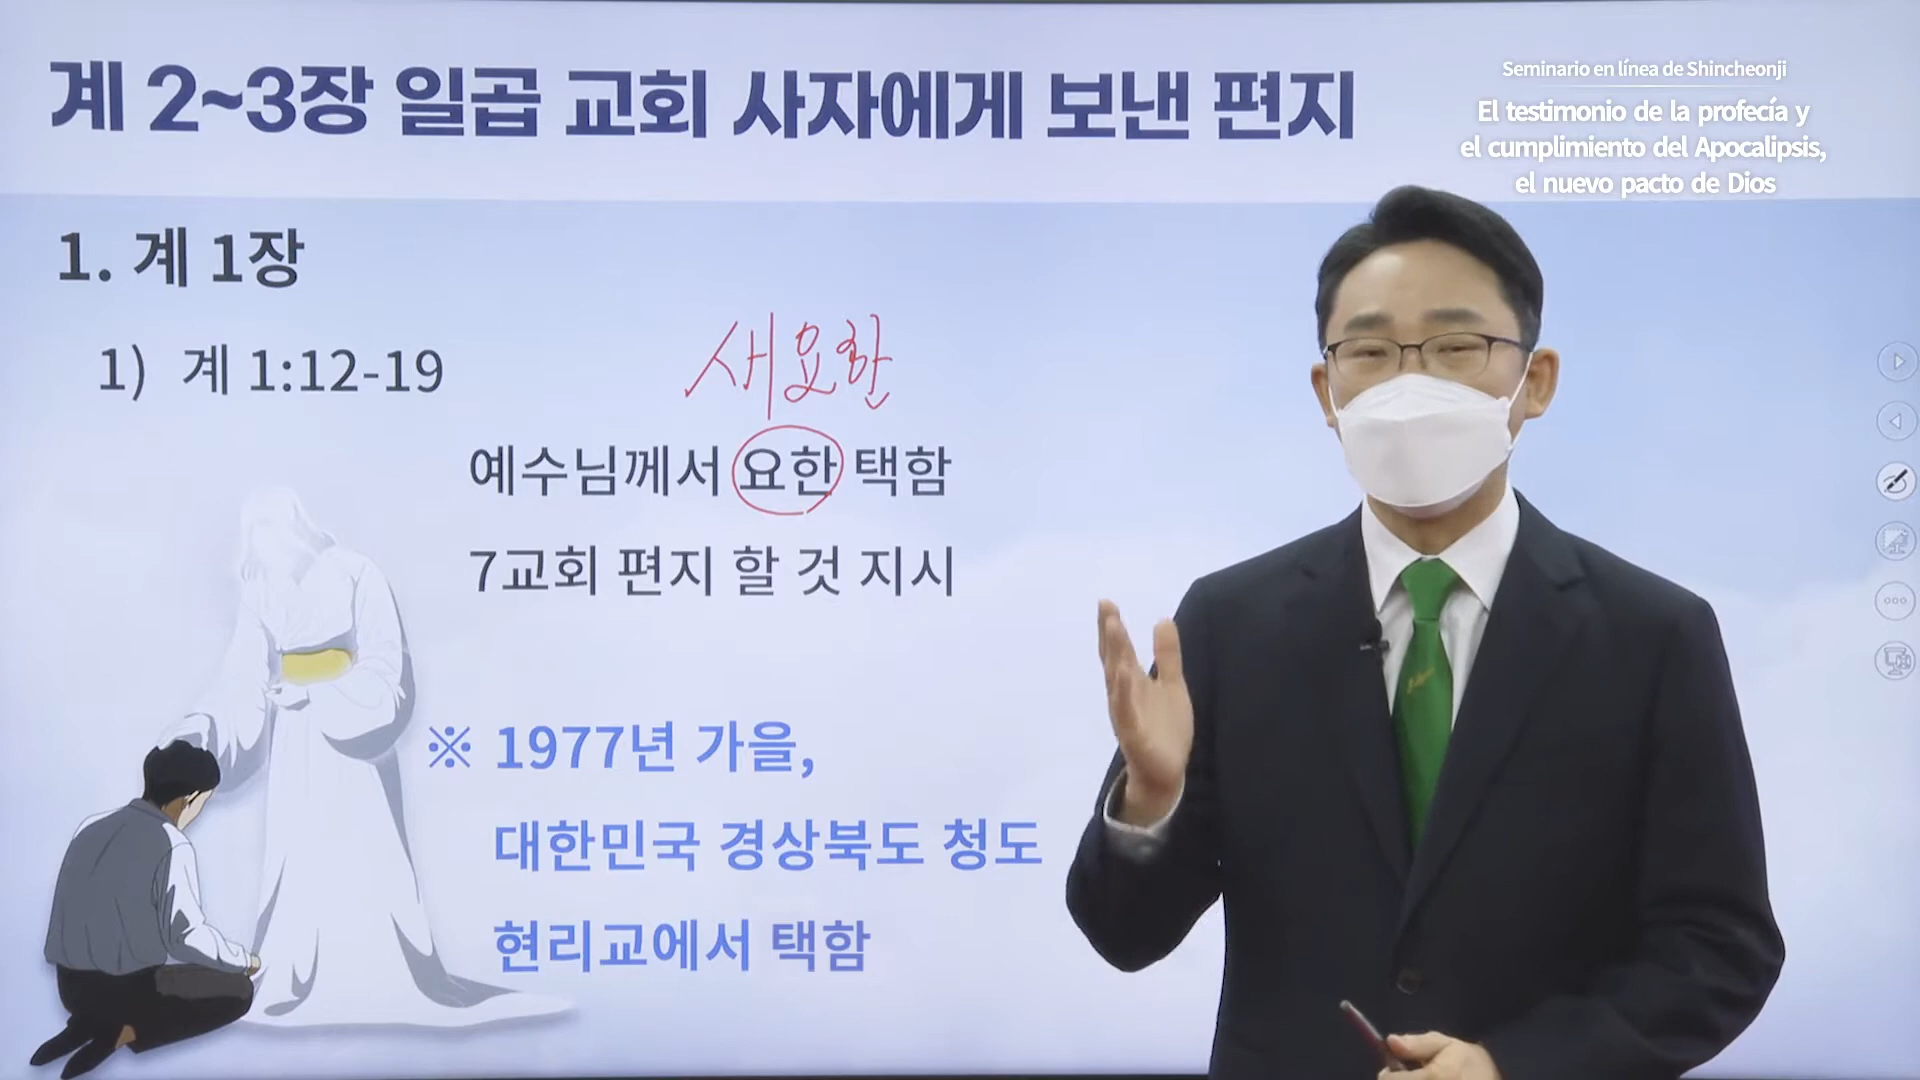 계 2~3장 일곱 교회 사자에게 보낸 편지
Seminario en línea de Shincheonji
El testimonio de la profecía y
el cumplimiento del Apocalipsis,
el nuevo pacto de Dios
1. 계 1장
1) 계 1:12-19
새요한
예수님께서 요한 택함
7교회 편지 할 것 지시
※ 1977년 가을,
대한민국 경상북도 청도
현리교에서 택함